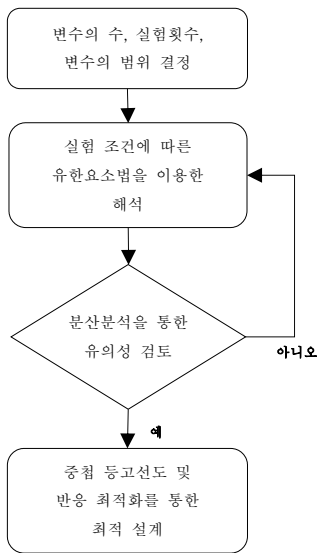 변수의 수, 실험횟수,
변수의 범위 결정
실험 조건에 따른
유한요소법을 이용한
해석
분산분석을 통한
유의성 검토
아니오
예
중첩 등고선도 및
반응 최적화를 통한
최적 설계